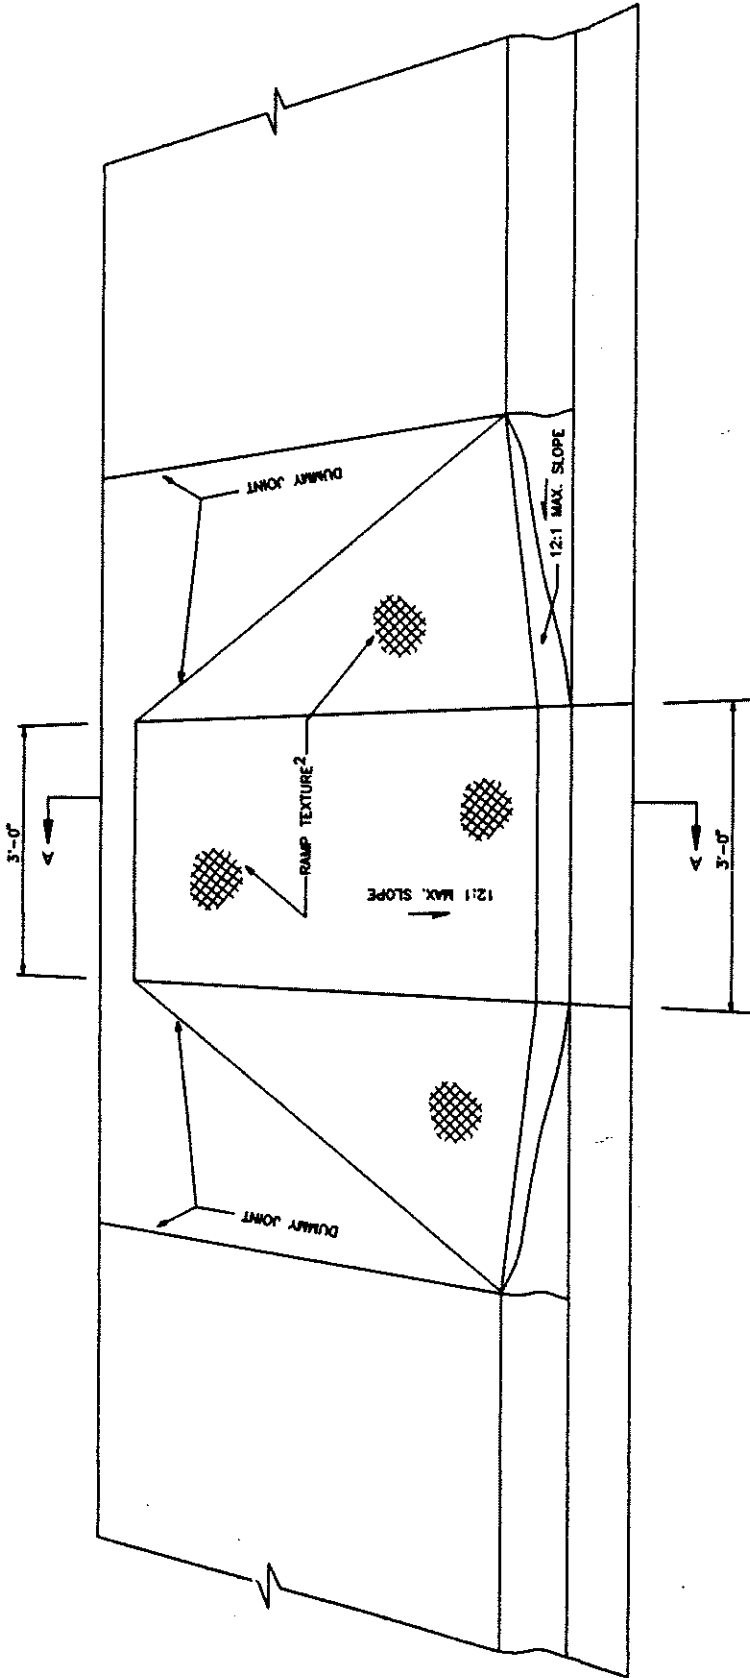 3'-0"
A
DUMMY JOINT
DUMMY JOINT
RAMP TEXTURE²
12:1 MAX. SLOPE
12:1 MAX. SLOPE
A
3'-0"